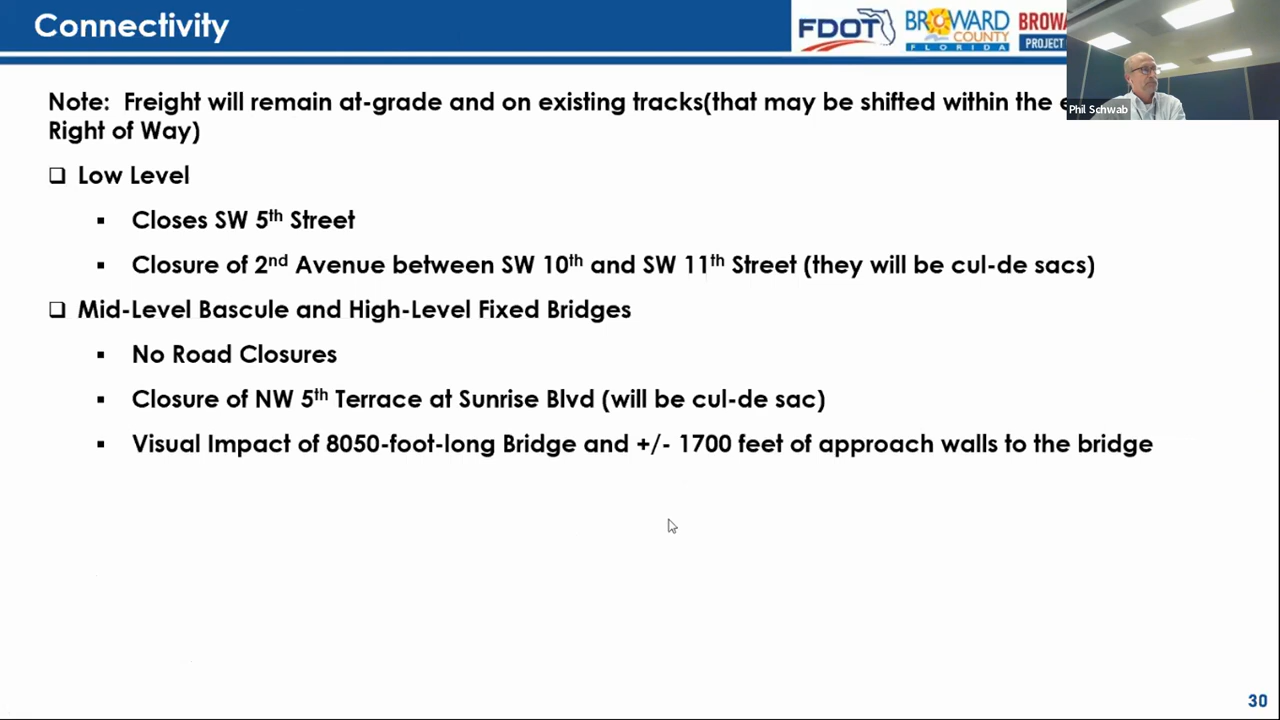 Connectivity
FDOT
BROWARD
COUNTY
FLORIDA
PROJECT
Phil Schwab
Note: Freight will remain at-grade and on existing tracks(that may be shifted within the
Right of Way)
❑ Low Level
▪ Closes SW 5th Street
▪ Closure of 2nd Avenue between SW 10th and SW 11th Street (they will be cul-de sacs)
❑ Mid-Level Bascule and High-Level Fixed Bridges
▪ No Road Closures
▪ Closure of NW 5th Terrace at Sunrise Blvd (will be cul-de sac)
▪ Visual Impact of 8050-foot-long Bridge and +/- 1700 feet of approach walls to the bridge
30